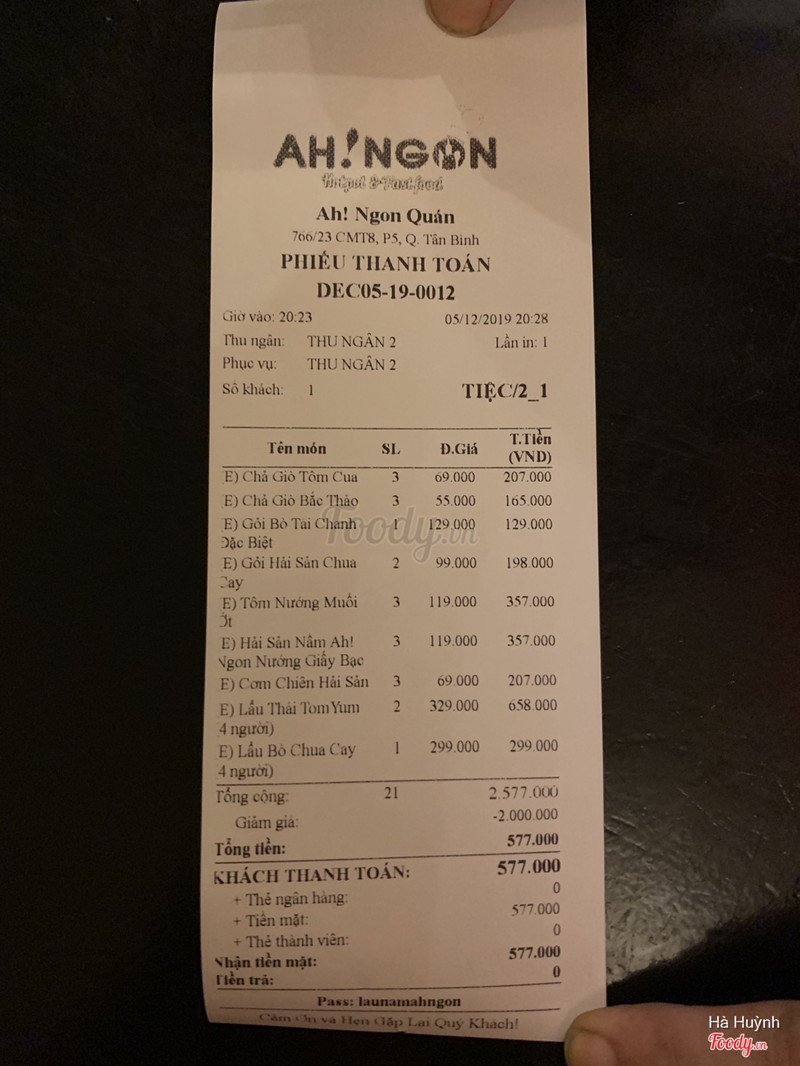 AH!NGON
Hotpot & Fast food
Ah! Ngon Quán
766/23 CMT8, P5, Q. Tân Bình
PHIẾU THANH TOÁN
DEC05-19-0012
Giờ vào: 20:23 05/12/2019 20:28
Thu ngân: THU NGÂN 2 Lần in: 1
Phục vụ: THU NGÂN 2
Số khách: 1 TIỆC/2_1
Tên món SL Đ.Giá T.Tiền (VND)
E) Chả Giò Tôm Cua 3 69.000 207.000
E) Chả Giò Bắc Thảo 3 55.000 165.000
E) Gỏi Bò Tái Chanh 1 129.000 129.000
Đặc Biệt
E) Gỏi Hải Sản Chua 2 99.000 198.000
Cay
E) Tôm Nướng Muối 3 119.000 357.000
Ớt
E) Hải Sản Nấm Ah! 3 119.000 357.000
Ngon Nướng Giấy Bạc
E) Cơm Chiên Hải Sản 3 69.000 207.000
E) Lẩu Thái TomYum 2 329.000 658.000
4 người)
E) Lẩu Bò Chua Cay 1 299.000 299.000
4 người)
Tổng cộng: 21 2.577.000
Giảm giá: -2.000.000
Tổng tiền: 577.000
KHÁCH THANH TOÁN: 577.000
+ Thẻ ngân hàng: 0
+ Tiền mặt: 577.000
+ Thẻ thành viên: 0
Nhận tiền mặt: 577.000
Tiền trả: 0
Pass: launamahngon
Cảm Ơn và Hẹn Gặp Lại Quý Khách!
Foody.vn
Hà Huỳnh
Foody.vn